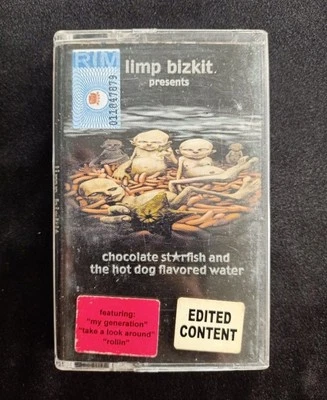 RIM
011847879
limp bizkit
presents
chocolate st★rfish and
the hot dog flavored water
featuring:
"my generation"
"take a look around"
"rollin"
EDITED
CONTENT